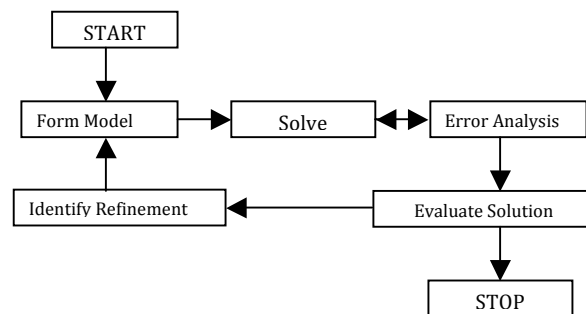 START
Form Model
Solve
Error Analysis
Identify Refinement
Evaluate Solution
STOP